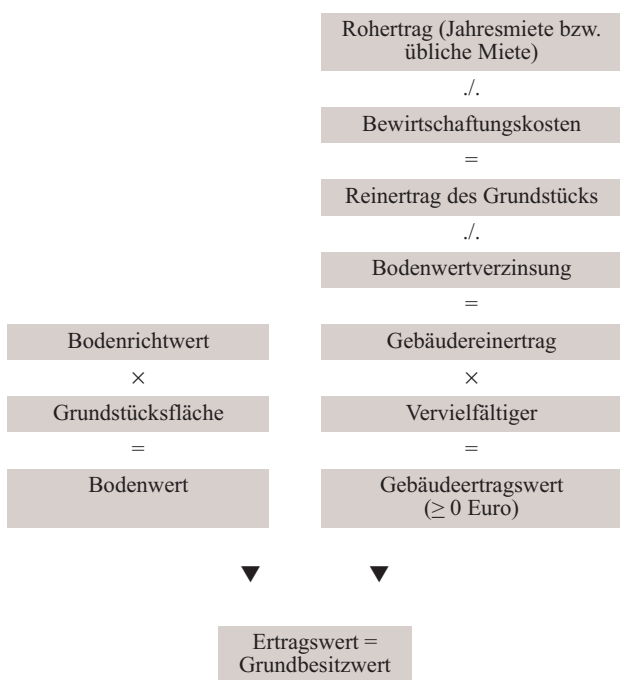 Rohertrag (Jahresmiete bzw.
übliche Miete)
./.
Bewirtschaftungskosten
=
Reinertrag des Grundstücks
./.
Bodenwertverzinsung
=
Bodenrichtwert
×
Grundstücksfläche
=
Bodenwert
Gebäudereinertrag
×
Vervielfältiger
=
Gebäudeertragswert
(≥ 0 Euro)
Ertragswert =
Grundbesitzwert